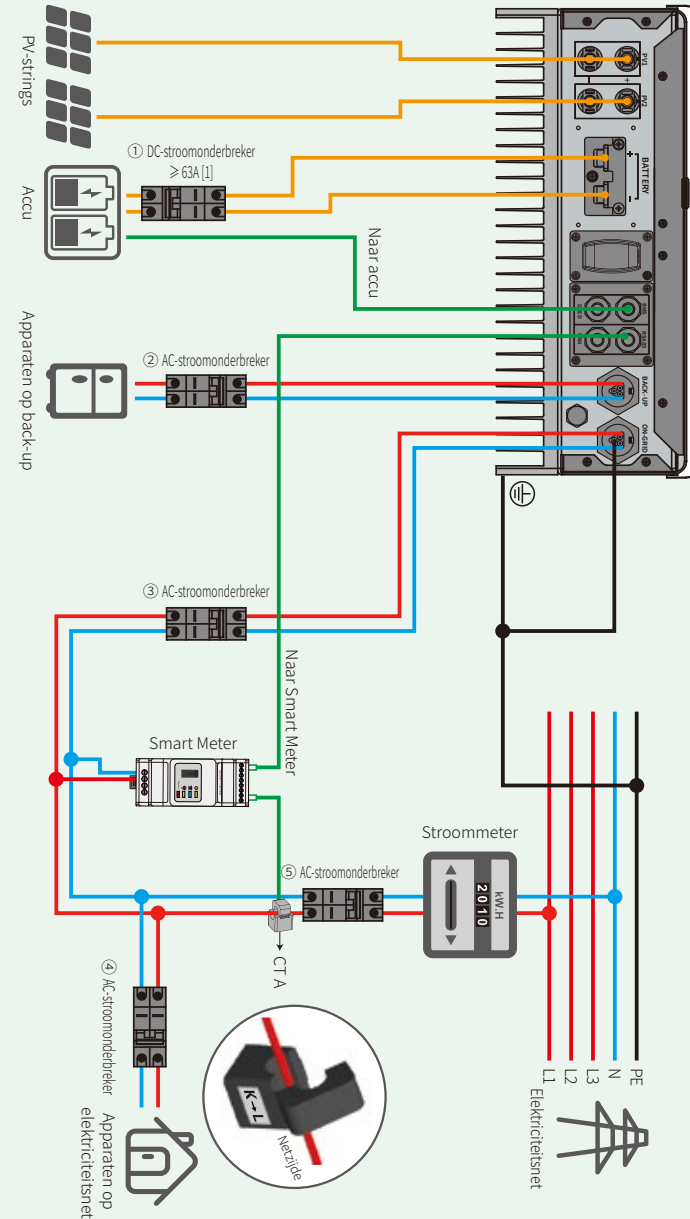 PV-strings
Accu
① DC-stroomonderbreker
≥ 63A [1]
Naar accu
Apparaten op back-up
② AC-stroomonderbreker
③ AC-stroomonderbreker
Naar Smart Meter
Smart Meter
Stroommeter
⑤ AC-stroomonderbreker
CT A
④ AC-stroomonderbreker
Apparaten op
elektriciteitsnet
Elektriciteitsnet
PE
N
L3
L2
L1
kW.H
2010
K→L
Netzijde
PV1
PV2
+
−
BATTERY
+
-
BMS
BACK-UP
ON-GRID